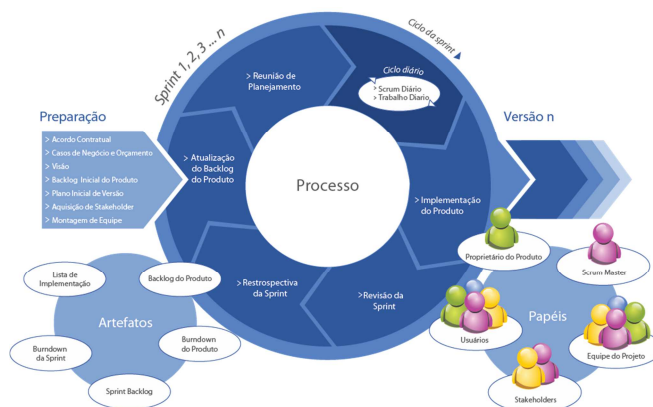 Sprint 1, 2, 3 ... n
Ciclo da sprint
Preparação
> Acordo Contratual
> Casos de Negócio e Orçamento
> Visão
> Backlog Inicial do Produto
> Plano Inicial de Versão
> Aquisição de Stakeholder
> Montagem de Equipe
> Atualização
do Backlog
do Produto
> Reunião de
Planejamento
Ciclo diário
> Scrum Diário
> Trabalho Diario
> Implementação
do Produto
> Revisão da
Sprint
> Restrospectiva
da Sprint
Processo
Versão n
Artefatos
Lista de
Implementação
Backlog do Produto
Burndown
da Sprint
Burndown
do Produto
Sprint Backlog
Papéis
Proprietário do Produto
Scrum Master
Usuários
Equipe do Projeto
Stakeholders